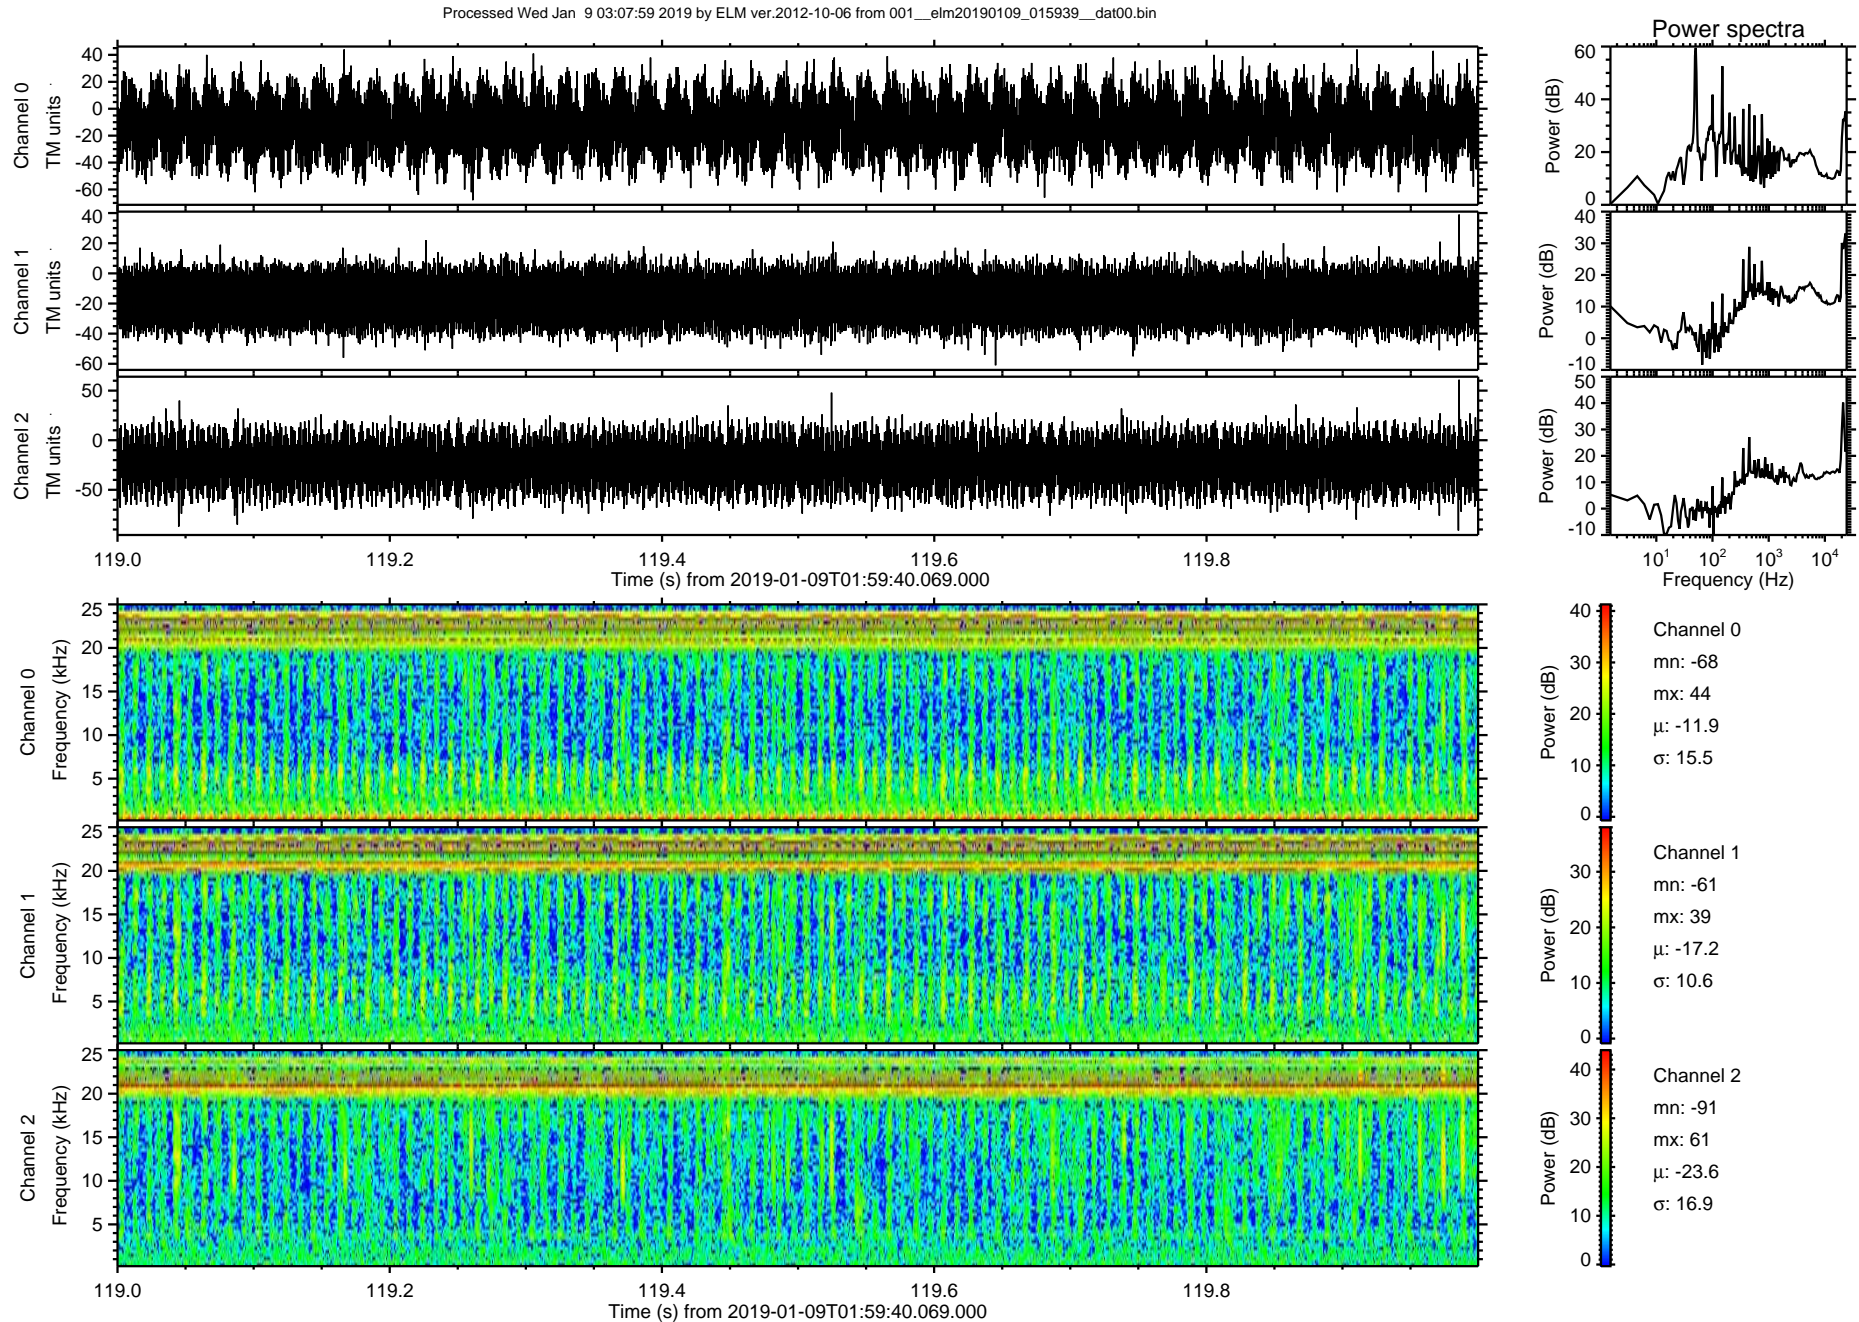 Processed Wed Jan  9 03:07:59 2019 by ELM ver.2012-10-06 from 001__elm20190109_015939__dat00.bin
Power spectra
Channel 0
TM units
40
20
0
-20
-40
-60
Power (dB)
60
40
20
0
Channel 1
TM units
40
20
0
-20
-40
-60
Power (dB)
40
30
20
10
0
-10
Channel 2
TM units
50
0
-50
Power (dB)
50
40
30
20
10
0
-10
119.0 119.2 119.4 119.6 119.8
Time (s) from 2019-01-09T01:59:40.069.000
10¹ 10² 10³ 10⁴
Frequency (Hz)
Channel 0
Frequency (kHz)
25
20
15
10
5
Power (dB)
40
30
20
10
0
Channel 0
mn: -68
mx: 44
μ: -11.9
σ: 15.5
Channel 1
Frequency (kHz)
25
20
15
10
5
Power (dB)
30
20
10
0
Channel 1
mn: -61
mx: 39
μ: -17.2
σ: 10.6
Channel 2
Frequency (kHz)
25
20
15
10
5
Power (dB)
40
30
20
10
0
Channel 2
mn: -91
mx: 61
μ: -23.6
σ: 16.9
119.0 119.2 119.4 119.6 119.8
Time (s) from 2019-01-09T01:59:40.069.000